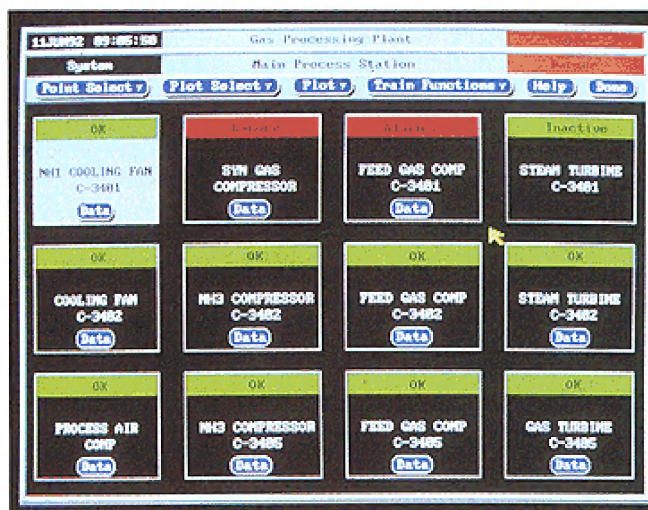 11JUN92 09:05:50
Gas Processing Plant
System
Main Process Station
Point Select
Plot Select
Plot
Train Functions
Help
Done
OK
NH1 COOLING FAN
C-3401
Data
SYN GAS
COMPRESSOR
Data
Alarm
FEED GAS COMP
C-3401
Data
Inactive
STEAM TURBINE
C-3401
OK
COOLING FAN
C-3402
Data
OK
NH3 COMPRESSOR
C-3402
Data
OK
FEED GAS COMP
C-3402
Data
OK
STEAM TURBINE
C-3402
Data
OK
PROCESS AIR
COMP
Data
OK
NH3 COMPRESSOR
C-3405
Data
OK
FEED GAS COMP
C-3405
Data
OK
GAS TURBINE
C-3405
Data